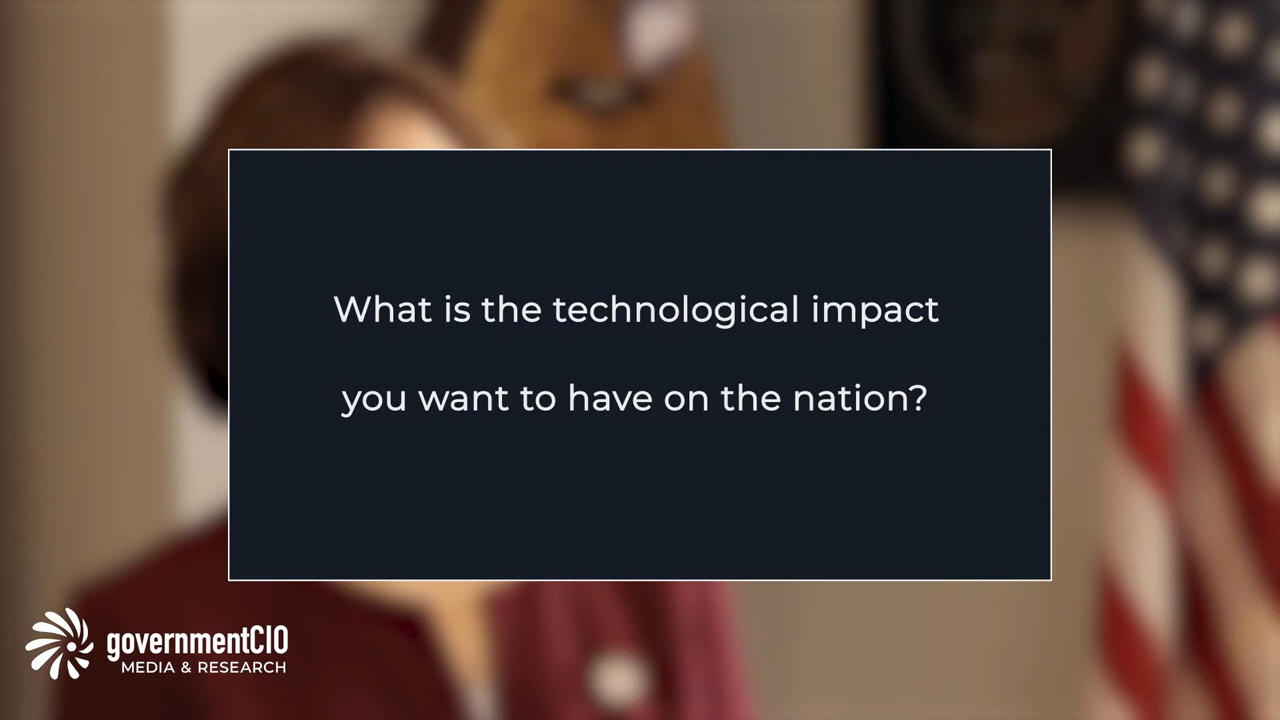 What is the technological impact
you want to have on the nation?
governmentCIO
MEDIA & RESEARCH